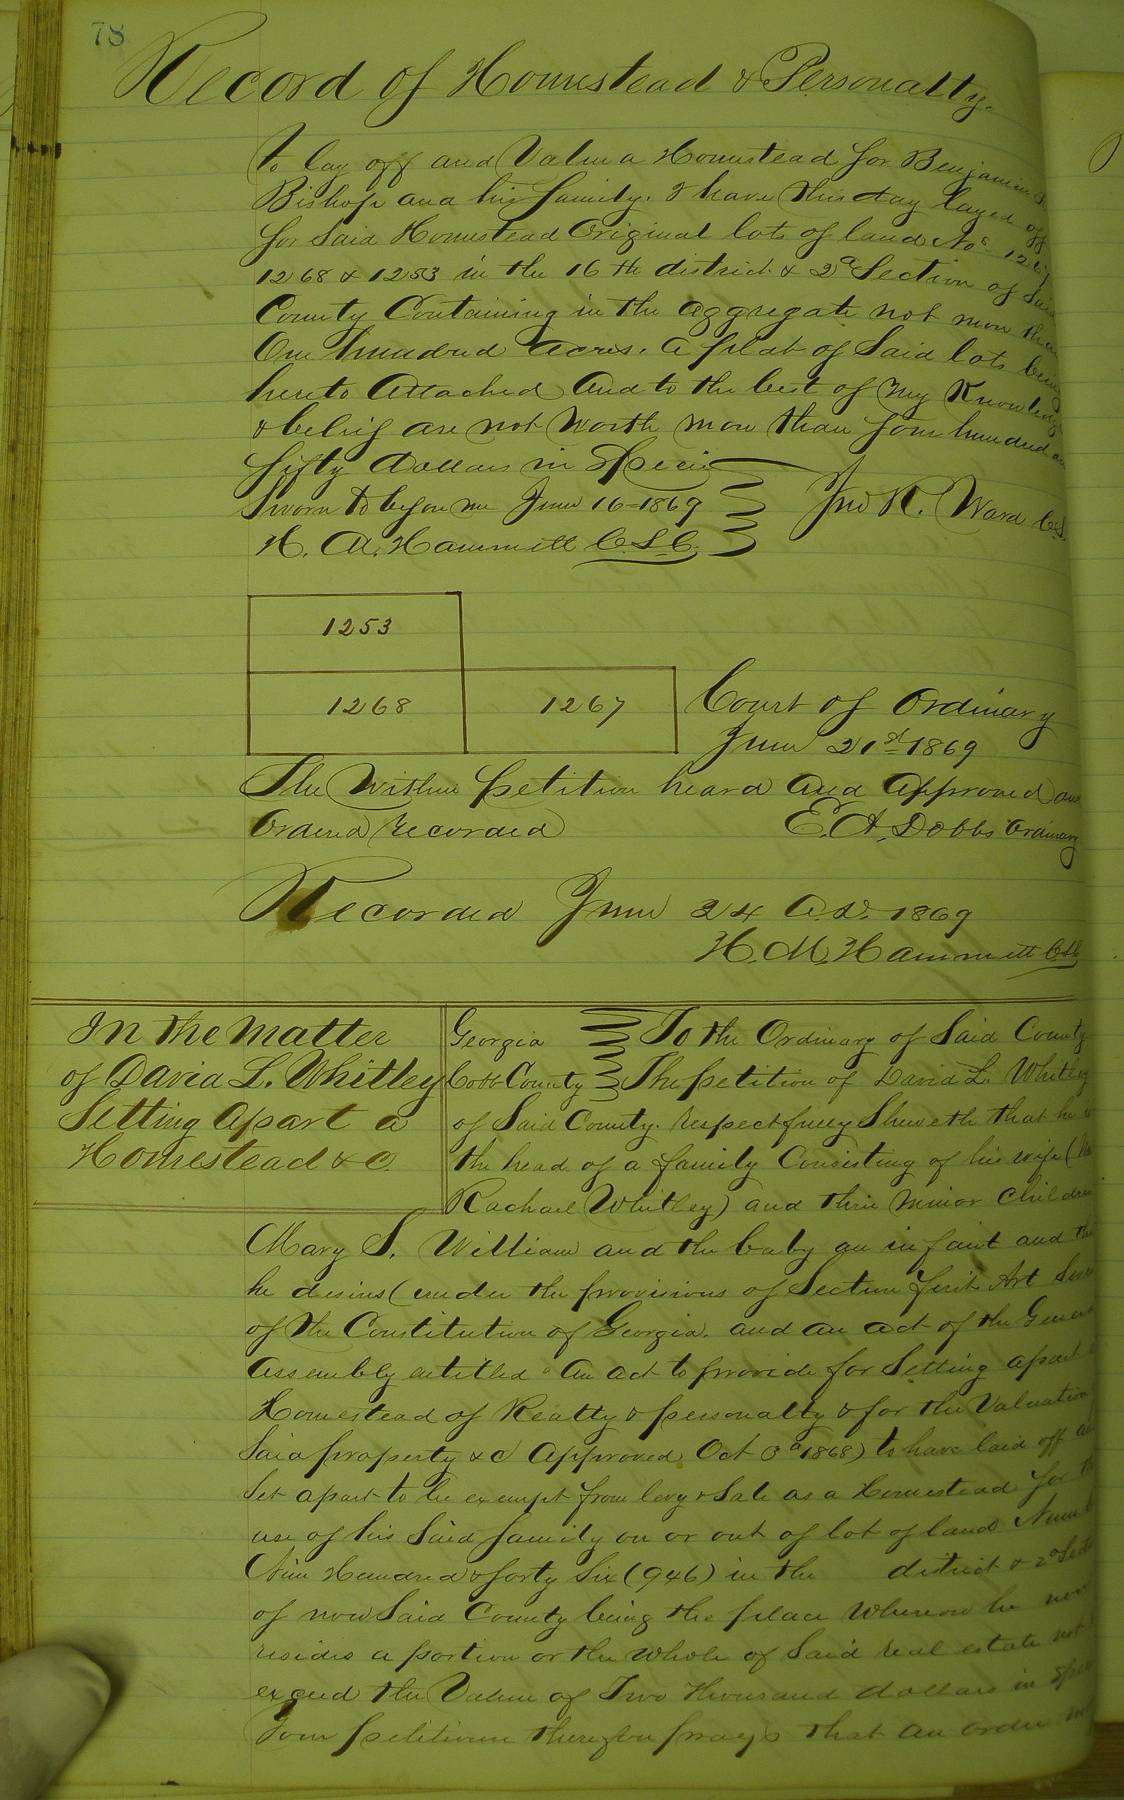 78
Record of Homestead & Personalty.
to lay off and Value a Homestead for Benjamin
Bishop and his family. I have this day layed off
for Said Homestead Original lots of land Nos 1267
1268 & 1253 in the 16th district & 2d Section of Said
County Containing in the aggregate not more than
One hundred acres. a plat of Said lots being
hereto Attached And to the best of my Knowledge
& belief are not Worth more than four hundred and
fifty dollars in Specie
Sworn to before me June 16-1869 Jno R. Ward C.S.
H. M. Hammett C.S.C.
1253
1268 1267 Court of Ordinary
June 21st 1869
The Within petition heard and approved and
Ordered recorded E. A. Dobbs Ordinary
Recorded June 24 A.D. 1869
H. M. Hammett CSC
In the matter
of David L. Whitley
Setting apart a
Homestead &c
Georgia To the Ordinary of Said County
Cobb County The petition of David L. Whitley
of Said County. respectfully Sheweth that he is
the head of a family Consisting of his wife (
Rachael Whitley) and three minor children
Mary S. William and the baby an infant and that
he desires (under the provisions of Section first Art Seven
of the Constitution of Georgia. and an act of the General
Assembly entitled "An act to provide for Setting apart
Homestead of Realty & personalty & for the Valuation
Said property &c Approved Oct 3d 1868) to have laid off and
Set apart to be exempt from levy & Sale as a Homestead for the
use of his Said family on or out of lot of land Number
Nine Hundred & forty Six (946) in the district & 2d Section
of now Said County being the place whereon he now
resides a portion or the whole of Said real estate not
exceed the Value of Two thousand dollars in specie
Your petitioner therefore prays that an order